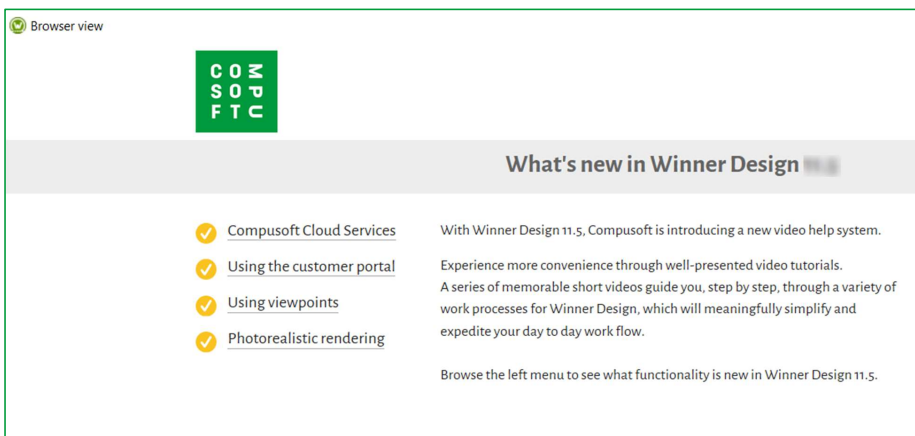 Browser view
COM
SOP
FTU
What's new in Winner Design
Compusoft Cloud Services
Using the customer portal
Using viewpoints
Photorealistic rendering
With Winner Design 11.5, Compusoft is introducing a new video help system.
Experience more convenience through well-presented video tutorials.
A series of memorable short videos guide you, step by step, through a variety of
work processes for Winner Design, which will meaningfully simplify and
expedite your day to day work flow.
Browse the left menu to see what functionality is new in Winner Design 11.5.